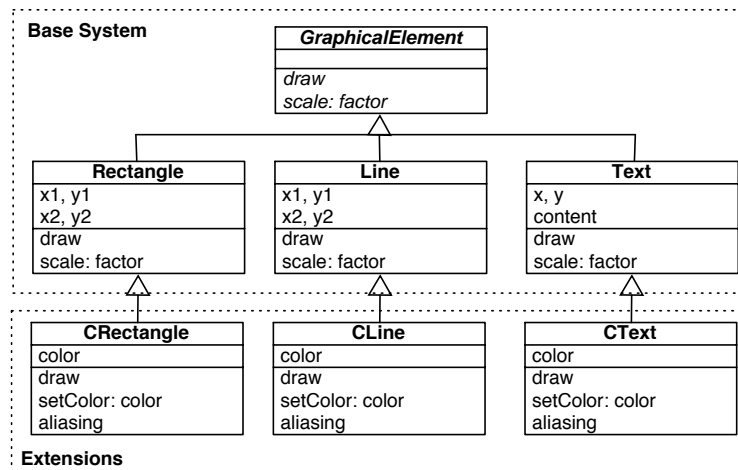 Base System
GraphicalElement
draw
scale: factor
Rectangle
x1, y1
x2, y2
draw
scale: factor
Line
x1, y1
x2, y2
draw
scale: factor
Text
x, y
content
draw
scale: factor
CRectangle
color
draw
setColor: color
aliasing
CLine
color
draw
setColor: color
aliasing
CText
color
draw
setColor: color
aliasing
Extensions